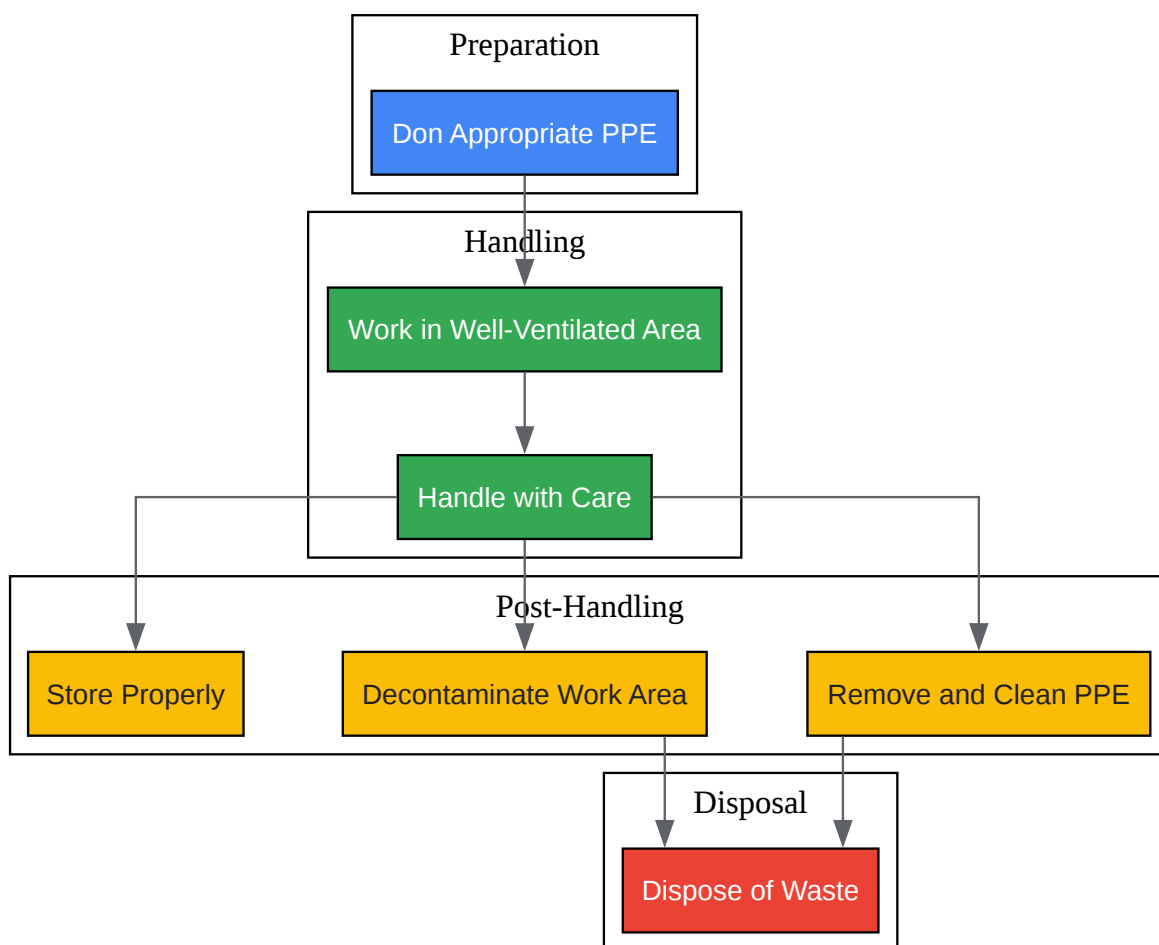 Preparation
Don Appropriate PPE
Handling
Work in Well-Ventilated Area
Handle with Care
Post-Handling
Store Properly
Decontaminate Work Area
Remove and Clean PPE
Disposal
Dispose of Waste